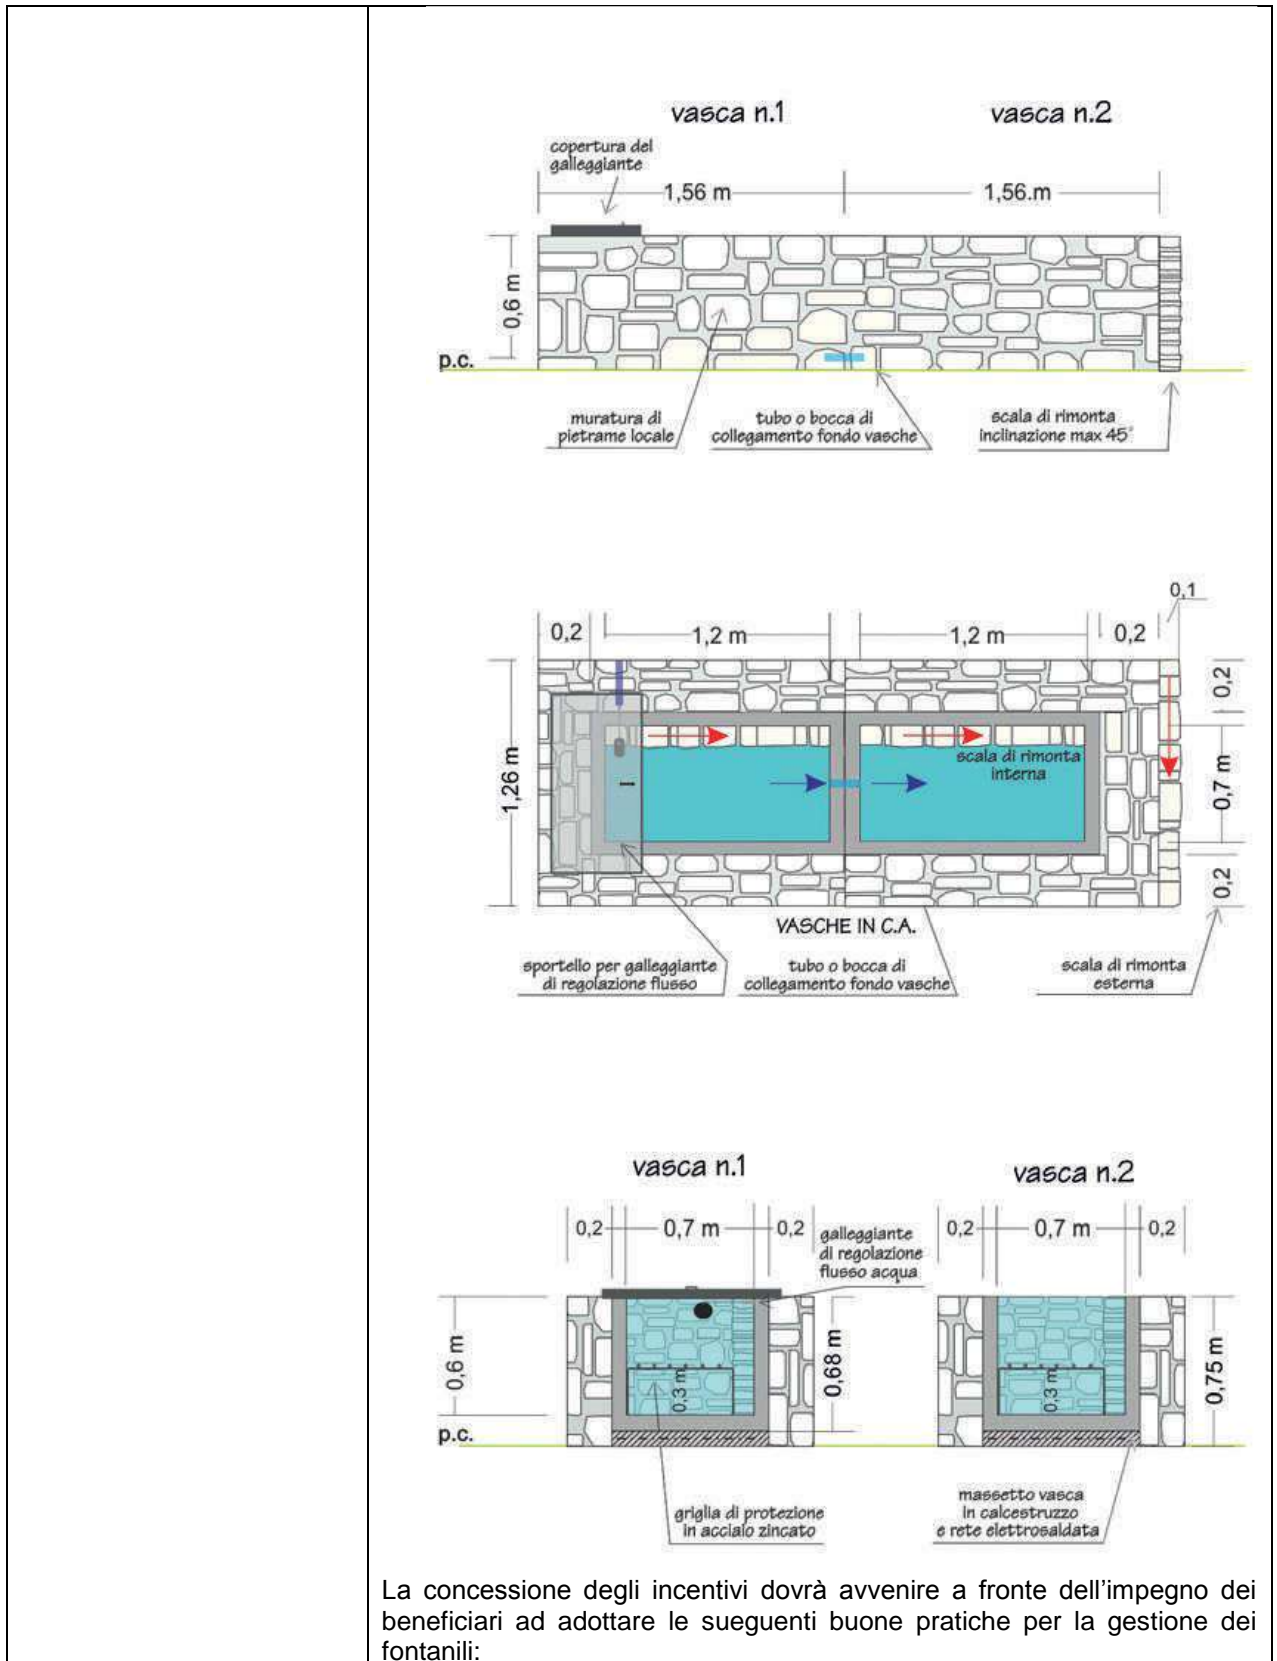 vasca n.1
vasca n.2
copertura del
galleggiante
1,56 m
1,56.m
0,6 m
p.c.
muratura di
pietrame locale
tubo o bocca di
collegamento fondo vasche
scala di rimonta
inclinazione max 45°
0,1
0,2
1,2 m
1,2 m
0,2
0,2
1,26 m
scala di rimonta
interna
0,7 m
0,2
VASCHE IN C.A.
sportello per galleggiante
di regolazione flusso
tubo o bocca di
collegamento fondo vasche
scala di rimonta
esterna
vasca n.1
vasca n.2
0,2
0,7 m
0,2
galleggiante
di regolazione
flusso acqua
0,2
0,7 m
0,2
0,6 m
0,3 m
0,68 m
0,3 m
0,75 m
p.c.
griglia di protezione
in acciaio zincato
massetto vasca
in calcestruzzo
e rete elettrosaldata
La concessione degli incentivi dovrà avvenire a fronte dell'impegno dei
beneficiari ad adottare le sueguenti buone pratiche per la gestione dei
fontanili: